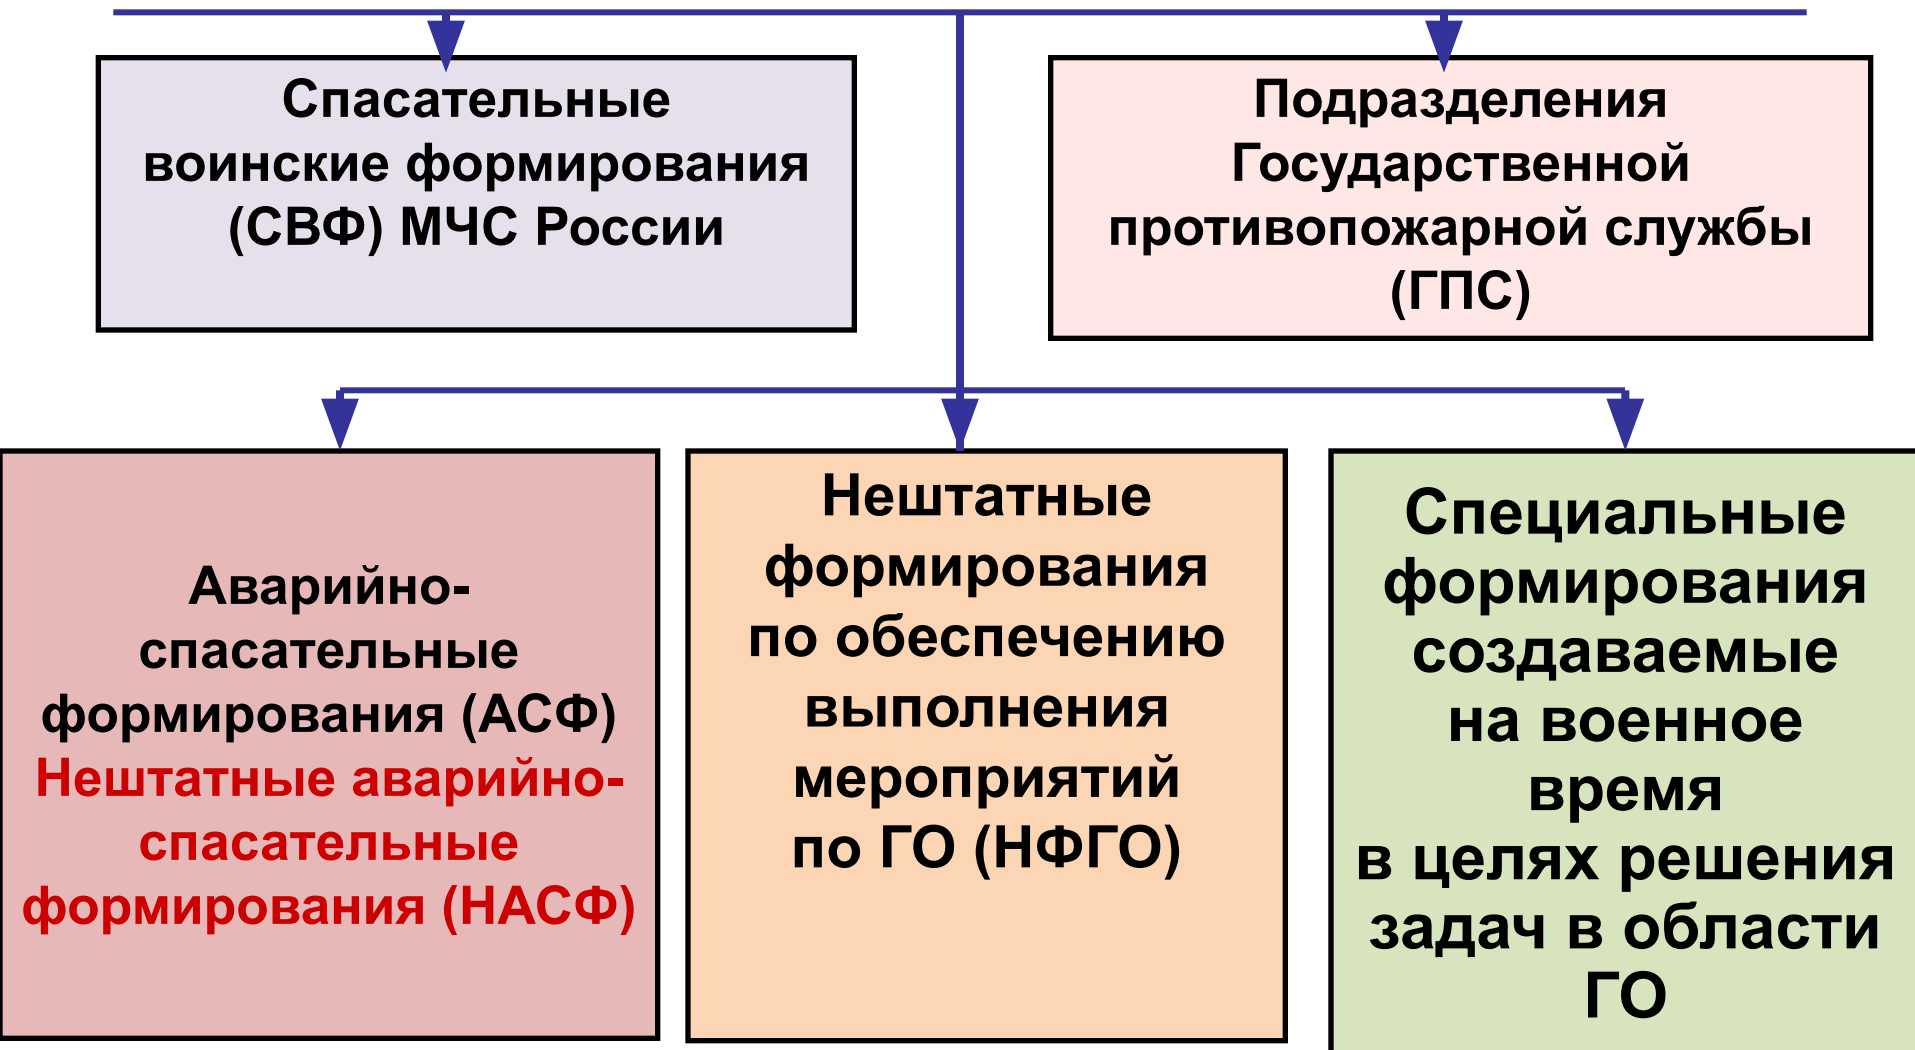 Спасательные
воинские формирования
(СВФ) МЧС России
Подразделения
Государственной
противопожарной службы
(ГПС)
Аварийно-
спасательные
формирования (АСФ)
Нештатные аварийно-
спасательные
формирования (НАСФ)
Нештатные
формирования
по обеспечению
выполнения
мероприятий
по ГО (НФГО)
Специальные
формирования
создаваемые
на военное
время
в целях решения
задач в области
ГО